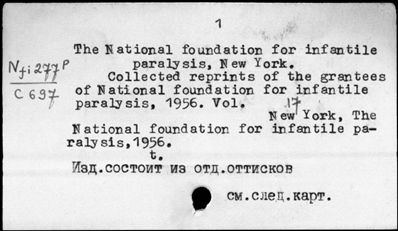 1
The National foundation for infantile
paralysis, New York.
Nfi277P
C697
Collected reprints of the grantees
of National foundation for infantile
paralysis, 1956. Vol. 17
New York, The
National foundation for infantile pa-
ralysis,1956.
t.
Изд.состоит из отд.оттисков
см.след.карт.